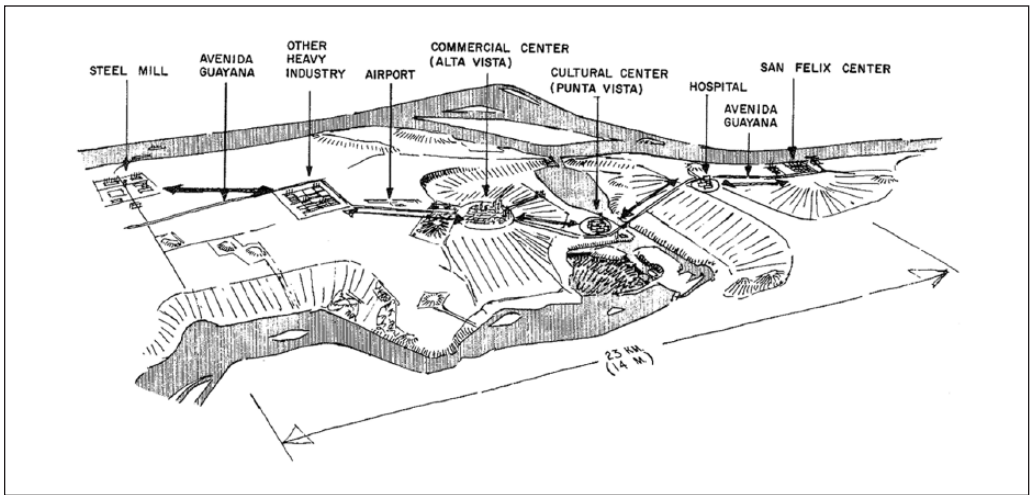 STEEL MILL
AVENIDA
GUAYANA
OTHER
HEAVY
INDUSTRY
AIRPORT
COMMERCIAL CENTER
(ALTA VISTA)
CULTURAL CENTER
(PUNTA VISTA)
HOSPITAL
AVENIDA
GUAYANA
SAN FELIX CENTER
23 KM
(14 M)